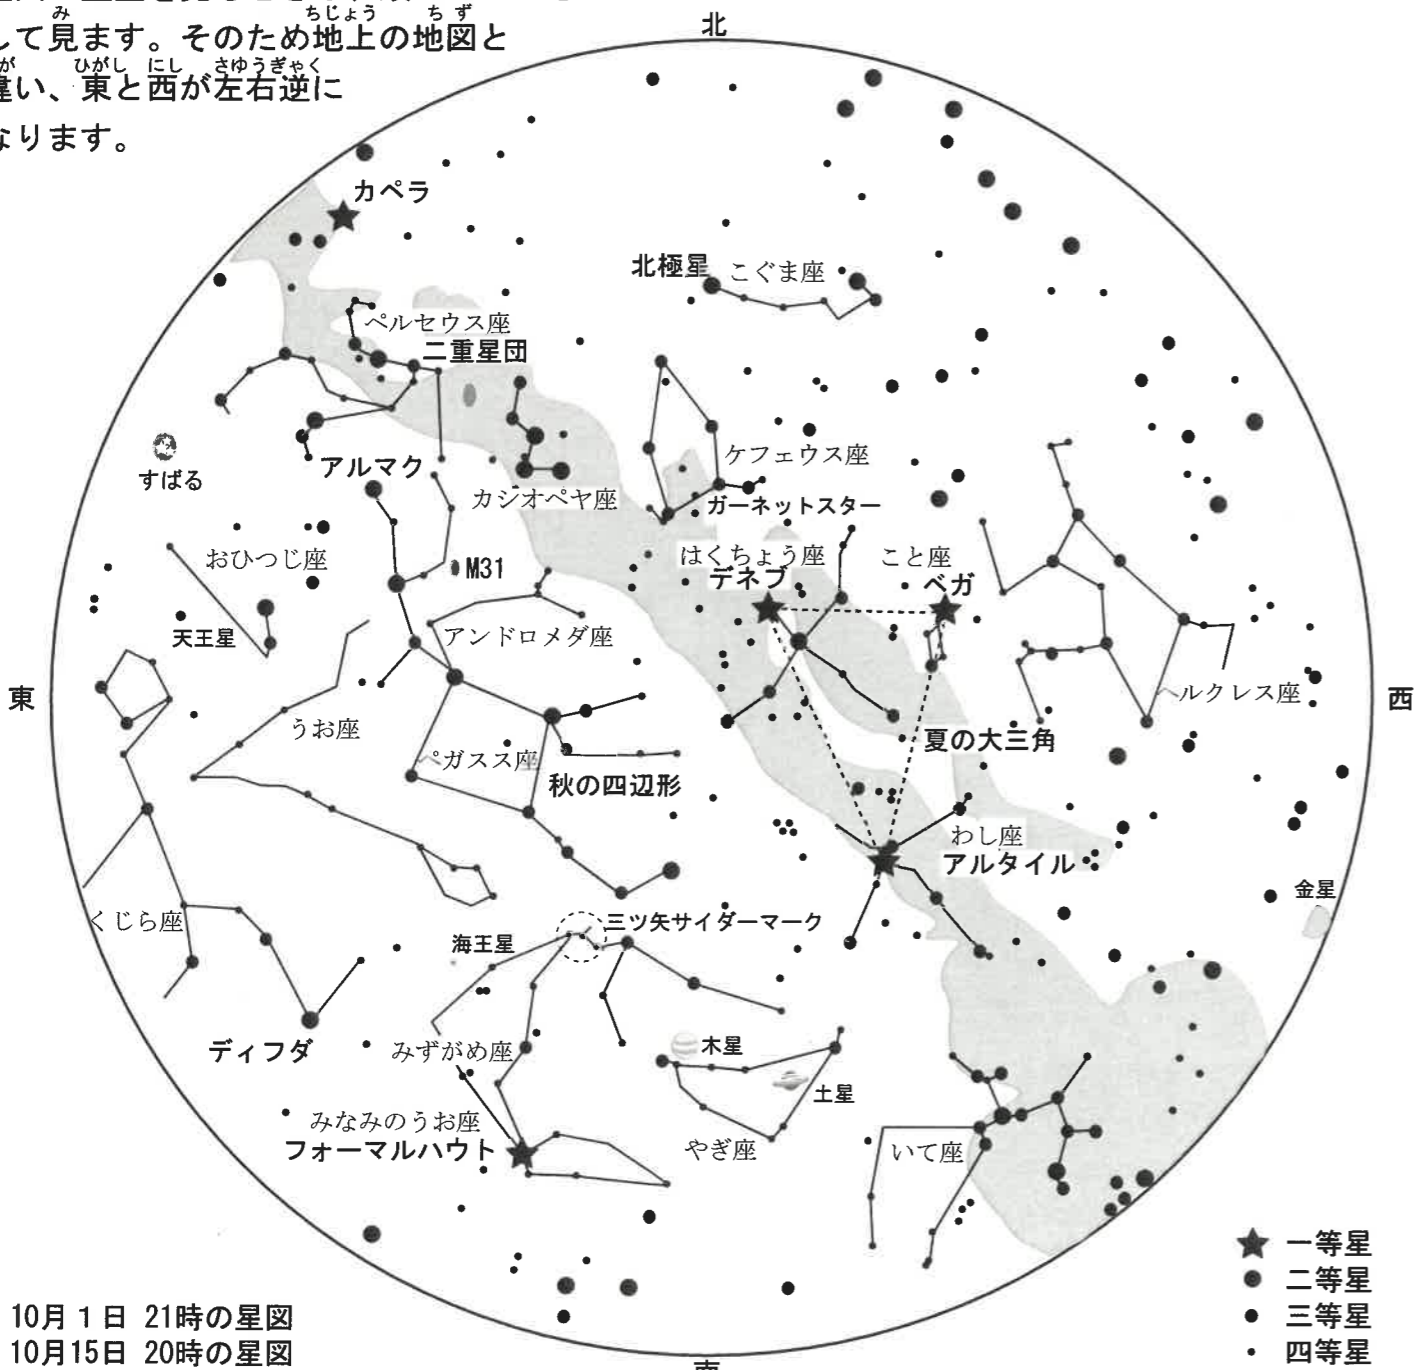 して見ます。そのため地上の地図と
違い、東と西が左右逆に
なります。
北
カペラ
北極星
こぐま座
ペルセウス座
二重星団
すばる
アルマク
カシオペヤ座
ケフェウス座
ガーネットスター
おひつじ座
M31
はくちょう座
デネブ
こと座
ベガ
天王星
アンドロメダ座
東
西
ヘルクレス座
うお座
ペガスス座
秋の四辺形
夏の大三角
わし座
アルタイル
金星
くじら座
海王星
三ツ矢サイダーマーク
ディフダ
みずがめ座
木星
土星
みなみのうお座
フォーマルハウト
やぎ座
いて座
一等星
二等星
三等星
四等星
10月1日 21時の星図
10月15日 20時の星図